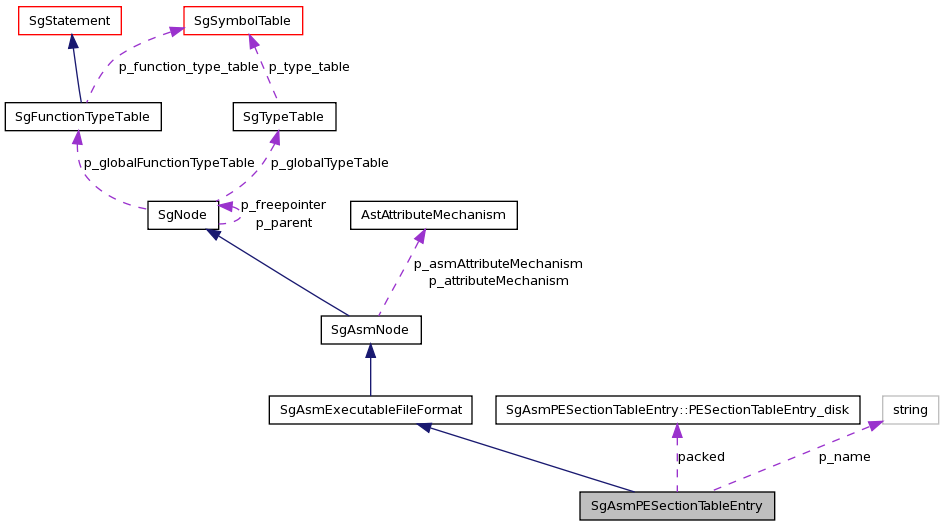 SgStatement
SgSymbolTable
p_function_type_table
p_type_table
SgFunctionTypeTable
SgTypeTable
p_globalFunctionTypeTable
p_globalTypeTable
SgNode
p_freepointer
p_parent
AstAttributeMechanism
p_asmAttributeMechanism
p_attributeMechanism
SgAsmNode
SgAsmExecutableFileFormat
SgAsmPESectionTableEntry::PESectionTableEntry_disk
string
packed
p_name
SgAsmPESectionTableEntry